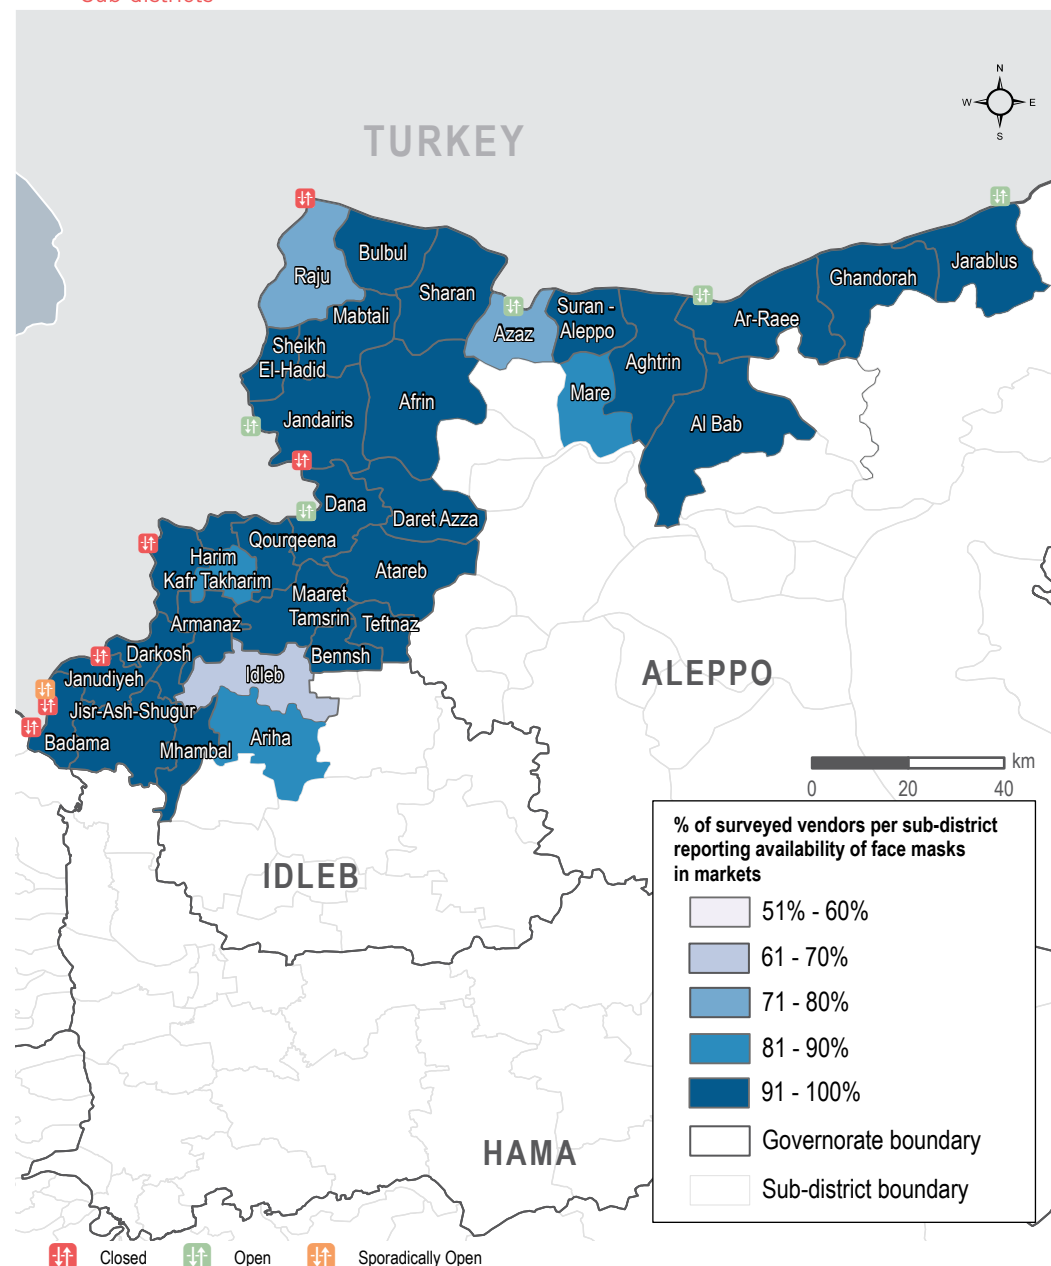 Sub-districts
N
W
E
S
TURKEY
Bulbul
Raju
Sharan
Mabtali
Jarablus
Ghandorah
Suran -
Aleppo
Ar-Raee
Azaz
Sheikh
El-Hadid
Aghtrin
Mare
Afrin
Jandairis
Al Bab
Dana
Daret Azza
Qourqeena
Harim
Kafr Takharim
Atareb
Maaret
Tamsrin
Armanaz
Teftnaz
Darkosh
Bennsh
Janudiyeh
Idleb
ALEPPO
Jisr-Ash-Shugur
Badama
Mhambal
Ariha
km
0
20
40
IDLEB
HAMA
% of surveyed vendors per sub-district
reporting availability of face masks
in markets
51% - 60%
61 - 70%
71 - 80%
81 - 90%
91 - 100%
Governorate boundary
Sub-district boundary
Closed
Open
Sporadically Open